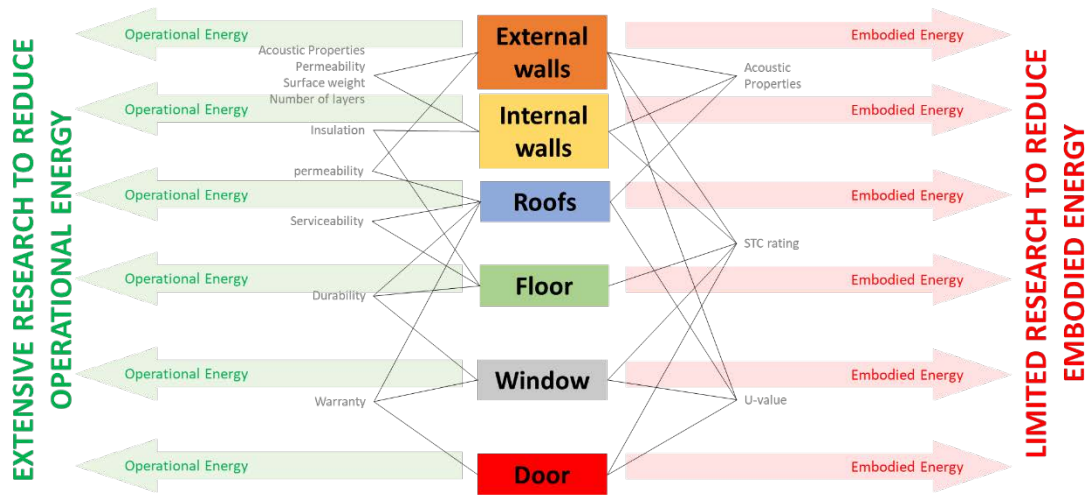 EXTENSIVE RESEARCH TO REDUCE
OPERATIONAL ENERGY
Operational Energy
External
walls
Embodied Energy
Acoustic Properties
Permeability
Surface weight
Number of layers
Acoustic
Properties
Operational Energy
Internal
walls
Embodied Energy
Insulation
permeability
Operational Energy
Roofs
Embodied Energy
Serviceability
STC rating
Operational Energy
Floor
Embodied Energy
Durability
Operational Energy
Window
Embodied Energy
Warranty
U-value
Operational Energy
Door
Embodied Energy
LIMITED RESEARCH TO REDUCE
EMBODIED ENERGY